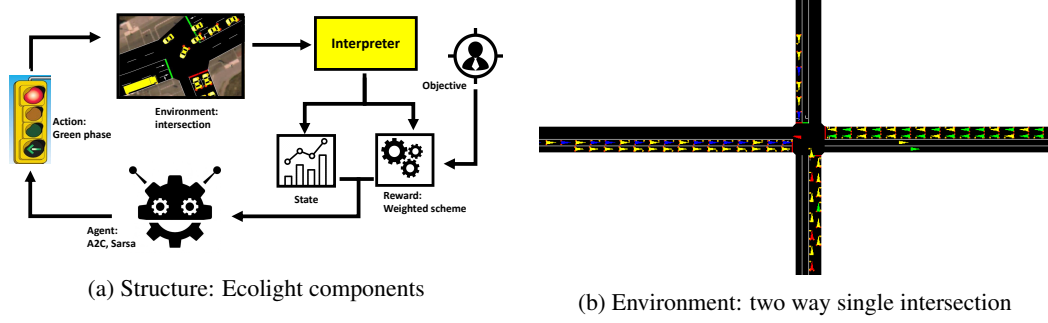 Interpreter
Objective
Action:
Green phase
Environment:
intersection
State
Reward:
Weighted scheme
Agent:
A2C, Sarsa
(a) Structure: Ecolight components
(b) Environment: two way single intersection